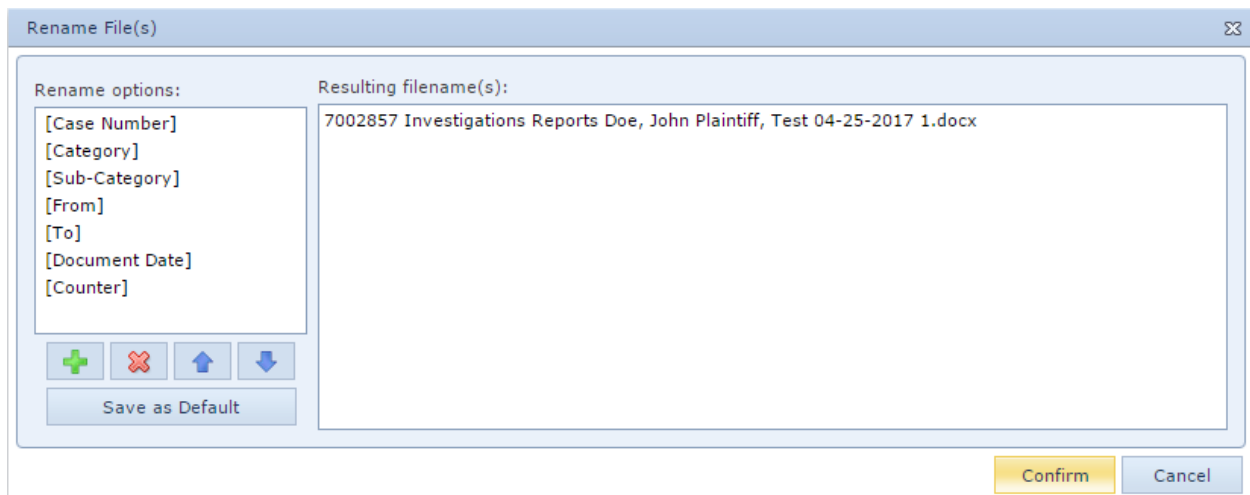 Rename File(s)
Rename options:
[Case Number]
[Category]
[Sub-Category]
[From]
[To]
[Document Date]
[Counter]
Save as Default
Resulting filename(s):
7002857 Investigations Reports Doe, John Plaintiff, Test 04-25-2017 1.docx
Confirm
Cancel